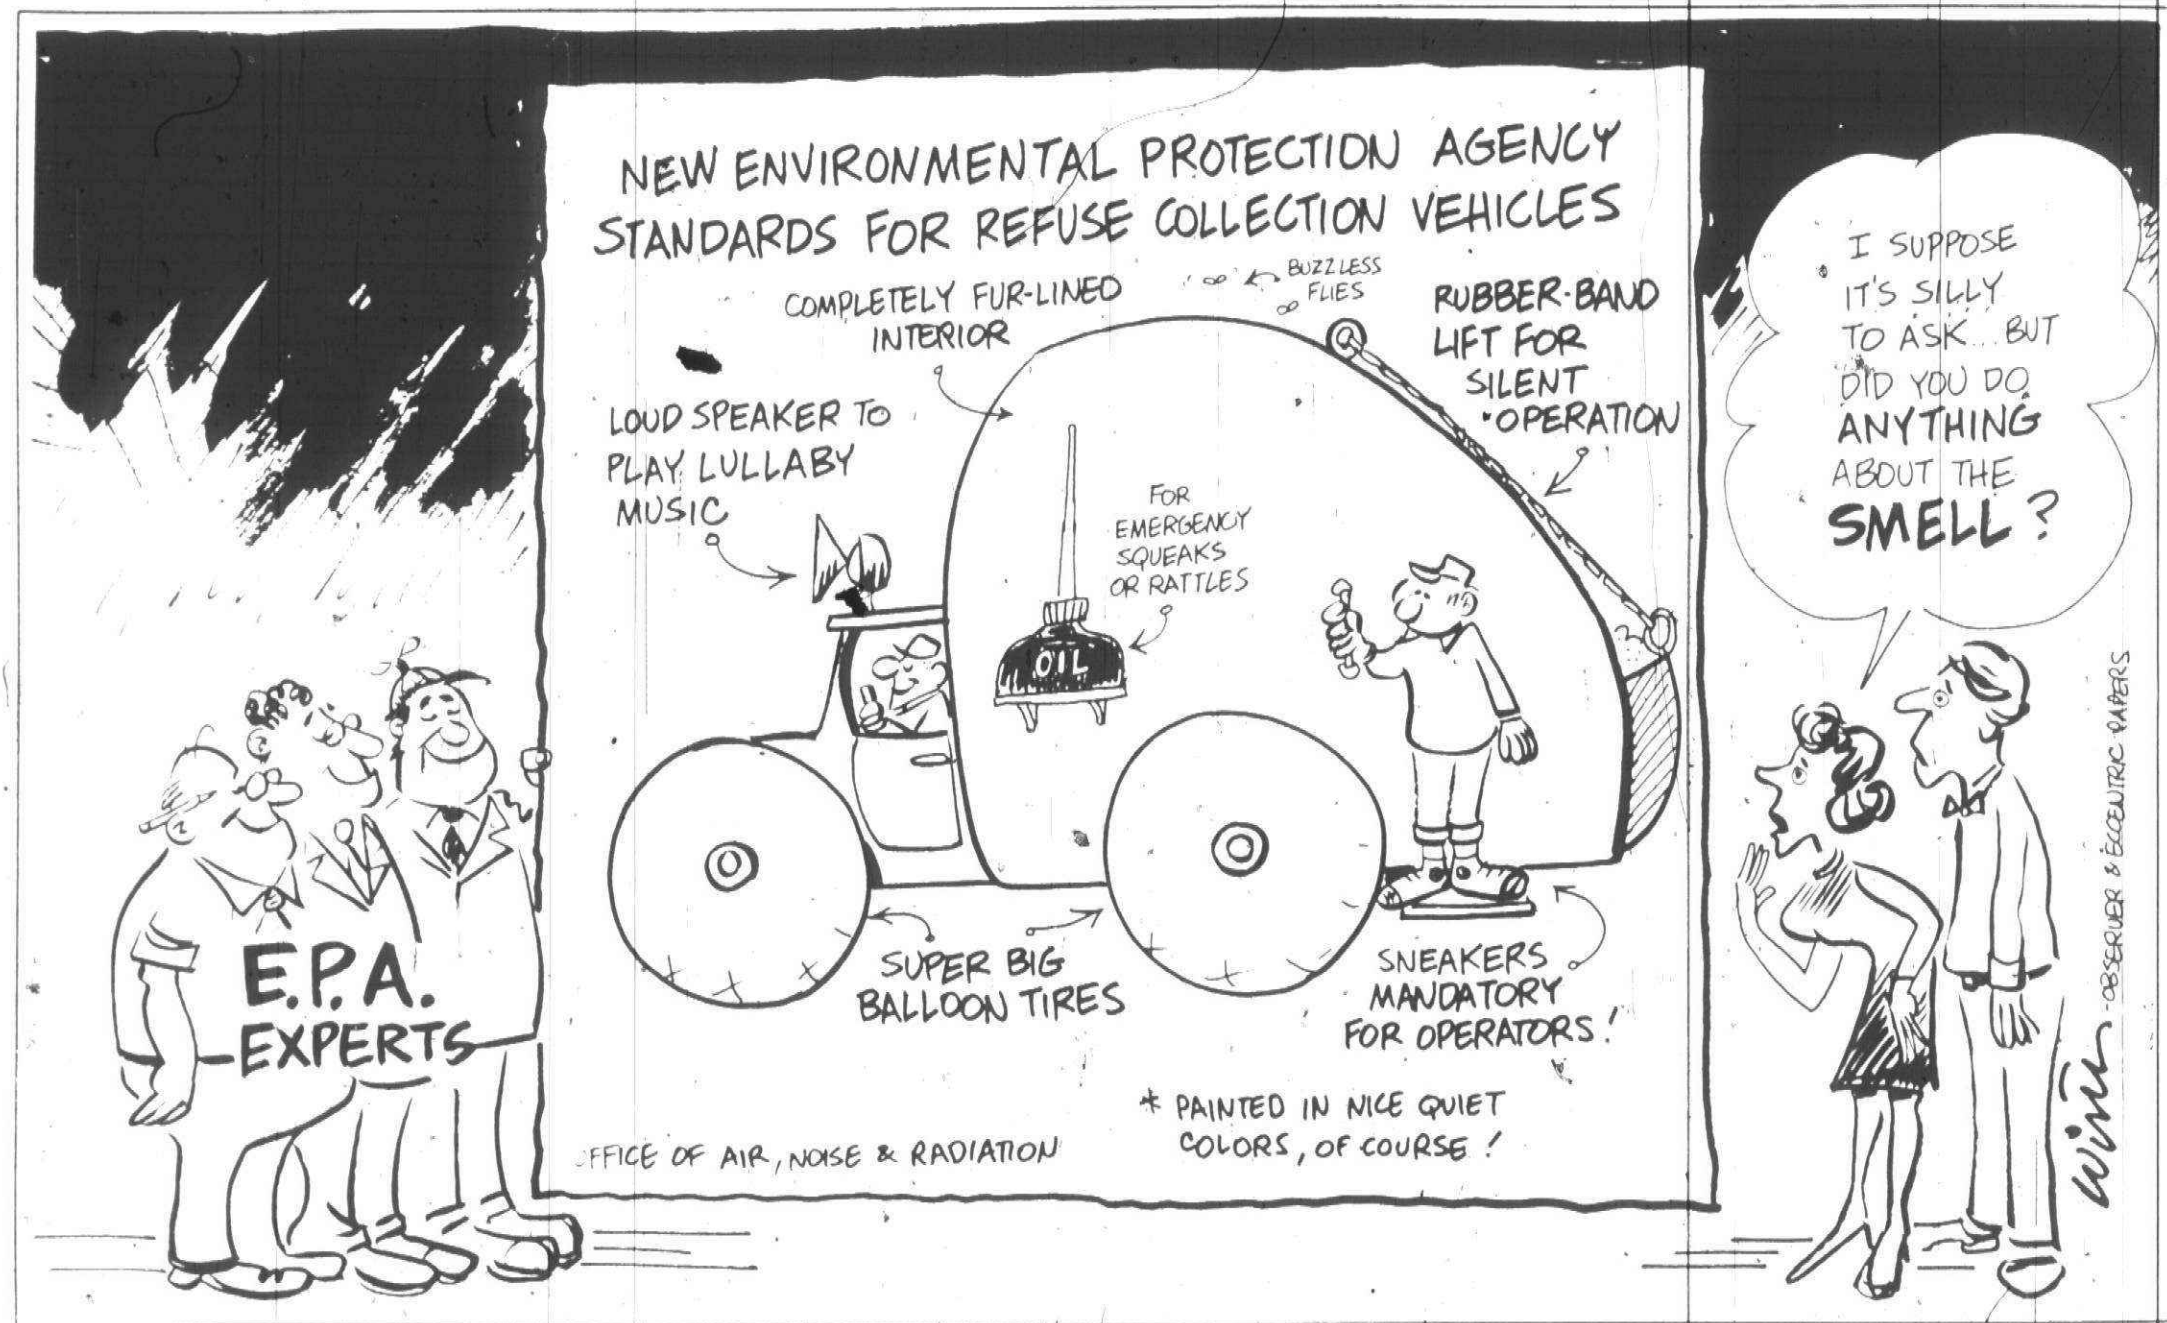 NEW ENVIRONMENTAL PROTECTION AGENCY
STANDARDS FOR REFUSE COLLECTION VEHICLES
COMPLETELY FUR-LINED
INTERIOR
BUZZLESS
FLIES
RUBBER-BAND
LIFT FOR
SILENT
OPERATION
LOUD SPEAKER TO
PLAY LULLABY
MUSIC
FOR
EMERGENCY
SQUEAKS
OR RATTLES
OIL
SUPER BIG
BALLOON TIRES
SNEAKERS
MANDATORY
FOR OPERATORS!
* PAINTED IN NICE QUIET
COLORS, OF COURSE!
FFICE OF AIR, NOISE & RADIATION
E.P.A.
EXPERTS
I SUPPOSE
IT'S SILLY
TO ASK... BUT
DID YOU DO
ANYTHING
ABOUT THE
SMELL?
-OBSERVER & ECCENTRIC PAPERS